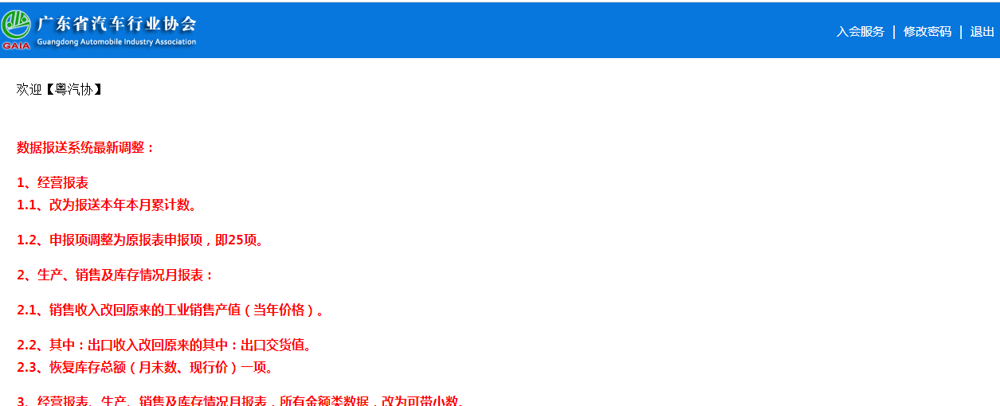 广东省汽车行业协会
Guangdong Automobile Industry Association
GAIA
入会服务 | 修改密码 | 退出
欢迎【粤汽协】
数据报送系统最新调整：
1、经营报表
1.1、改为报送本年本月累计数。
1.2、申报项调整为原报表申报项，即25项。
2、生产、销售及库存情况月报表：
2.1、销售收入改回原来的工业销售产值（当年价格）。
2.2、其中：出口收入改回原来的其中：出口交货值。
2.3、恢复库存总额（月末数、现行价）一项。
3、经营报表、生产、销售及库存情况月报表，所有金额类数据，改为可带小数。